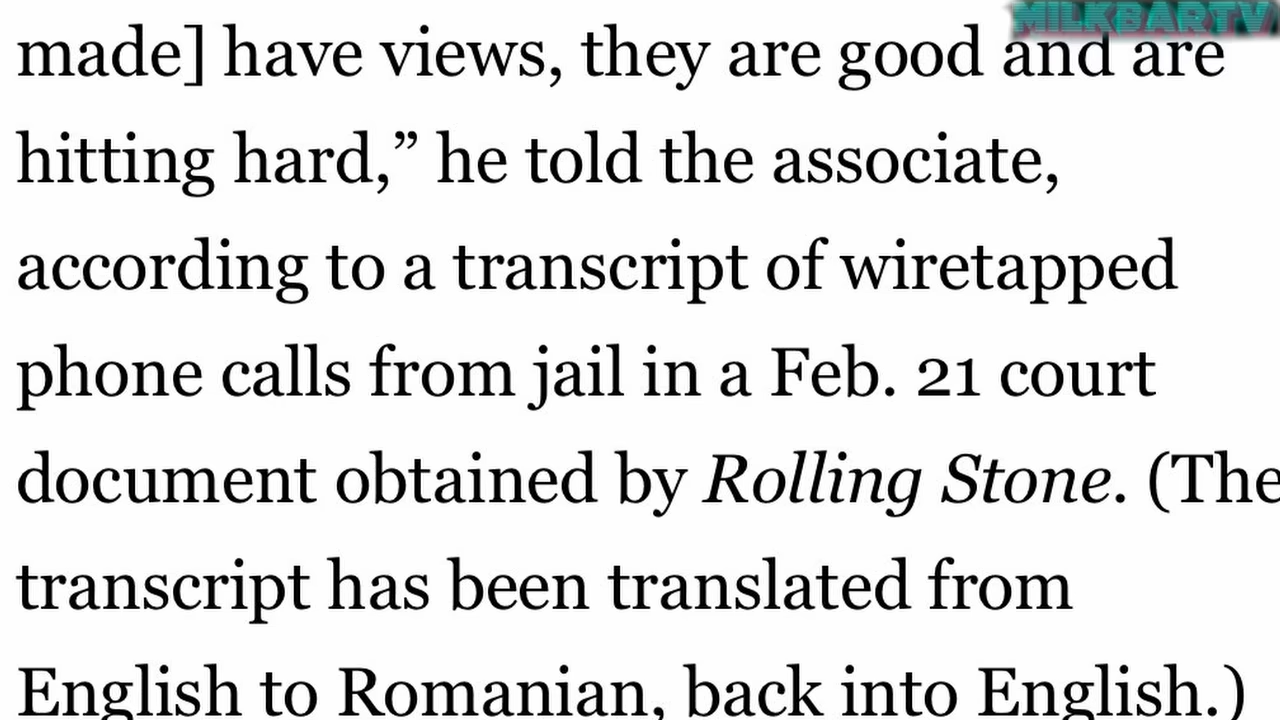 MILKBARTV
made] have views, they are good and are
hitting hard,” he told the associate,
according to a transcript of wiretapped
phone calls from jail in a Feb. 21 court
document obtained by Rolling Stone. (The
transcript has been translated from
English to Romanian, back into English.)